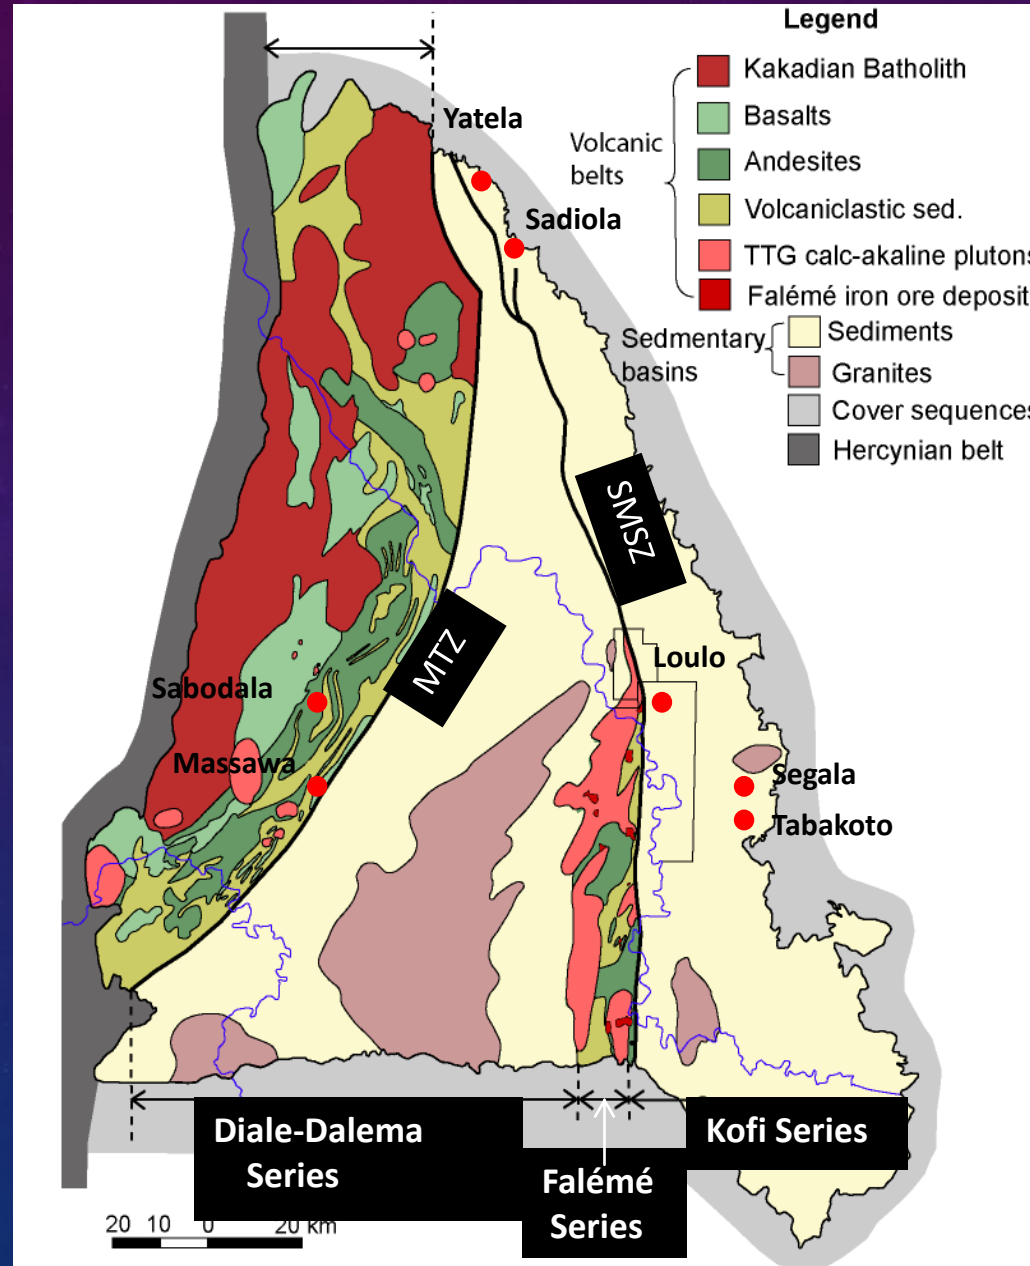 Legend
Kakadian Batholith
Basalts
Volcanic
belts
Andesites
Volcaniclastic sed.
TTG calc-akaline plutons
Falémé iron ore deposit
Sedimentary
basins
Sediments
Granites
Cover sequences
Hercynian belt
Yatela
Sadiola
SMSZ
MTZ
Loulo
Sabodala
Massawa
Segala
Tabakoto
Diale-Dalema
Series
Falémé
Series
Kofi Series
20 10 0 20 km